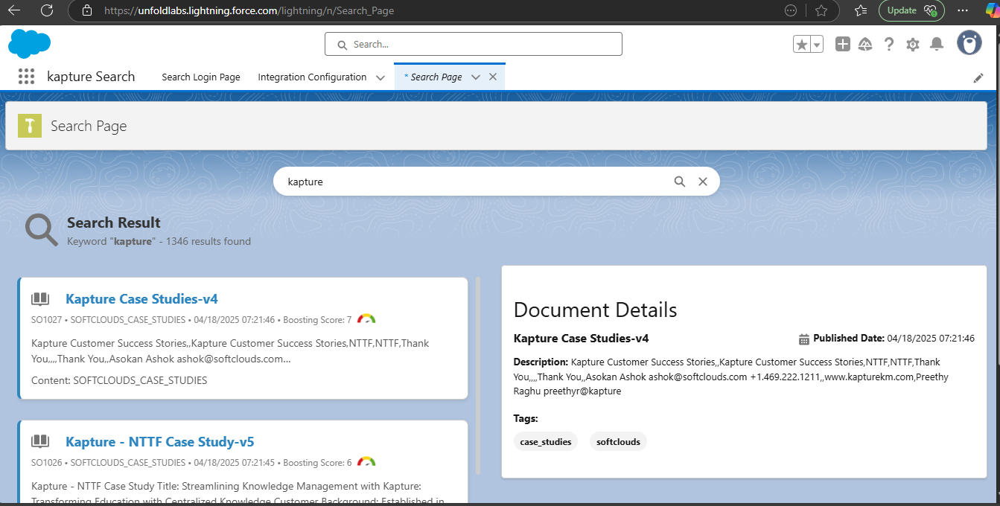 https://unfoldlabs.lightning.force.com/lightning/n/Search_Page
Update
Search...
kapture Search
Search Login Page
Integration Configuration
* Search Page
Search Page
kapture
Search Result
Keyword "kapture" - 1346 results found
Kapture Case Studies-v4
SO1027 • SOFTCLOUDS_CASE_STUDIES • 04/18/2025 07:21:46 • Boosting Score: 7
Kapture Customer Success Stories,,Kapture Customer Success Stories,NTTF,NTTF,Thank
You,,,,Thank You,,Asokan Ashok ashok@softclouds.com...
Content: SOFTCLOUDS_CASE_STUDIES
Kapture - NTTF Case Study-v5
SO1026 • SOFTCLOUDS_CASE_STUDIES • 04/18/2025 07:21:45 • Boosting Score: 6
Kapture - NTTF Case Study Title: Streamlining Knowledge Management with Kapture:
Transforming Education with Centralized Knowledge Customer Background: Established in
Document Details
Kapture Case Studies-v4
Published Date: 04/18/2025 07:21:46
Description: Kapture Customer Success Stories,,Kapture Customer Success Stories,NTTF,NTTF,Thank
You,,,,Thank You,,Asokan Ashok ashok@softclouds.com +1.469.222.1211,,www.kapturekm.com,Preethy
Raghu preethyr@kapture
Tags:
case_studies
softclouds